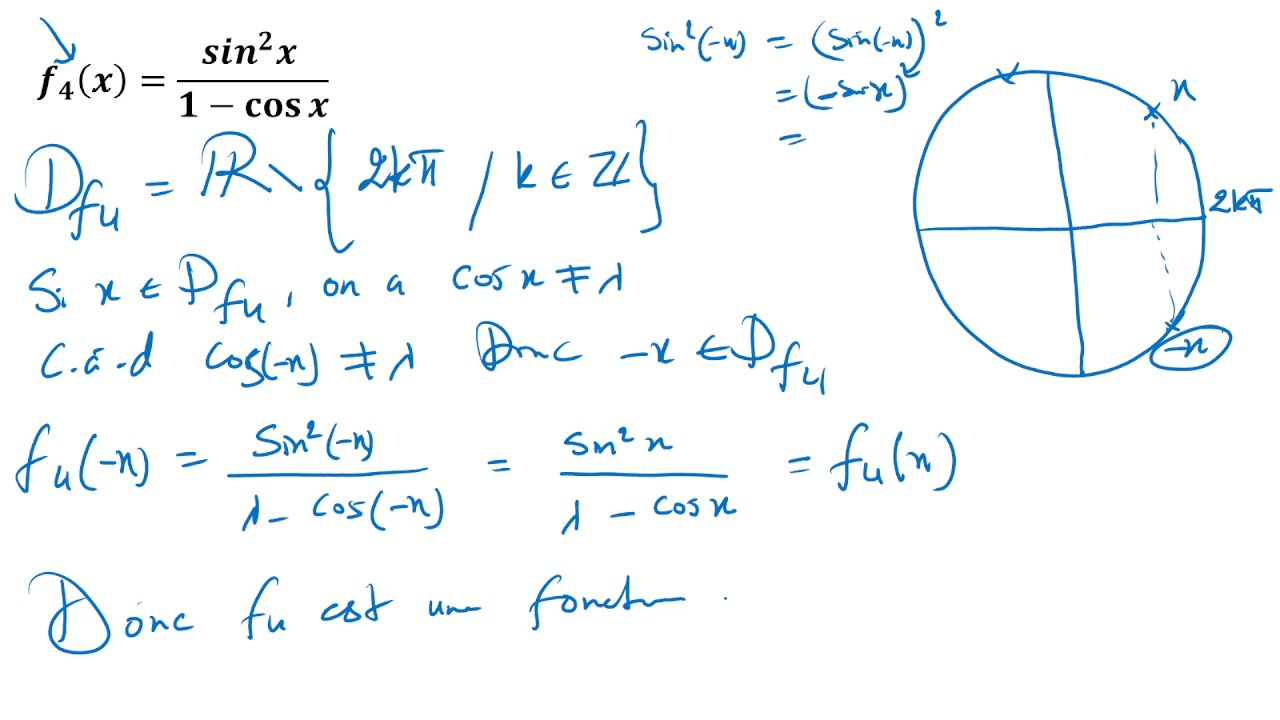 f₄(x) = sin²x / (1 − cos x)
sin²(-x) = (sin(-x))²
= (-sin x)²
=
x
2kπ
-x
D_f₄ = ℝ \ { 2kπ / k ∈ ℤ }
Si x ∈ D_f₄, on a cos x ≠ 1
c.à-d cos(-x) ≠ 1 Donc -x ∈ D_f₄
f₄(-x) = sin²(-x) / (1 - cos(-x)) = sin²x / (1 - cos x) = f₄(x)
Donc f₄ est une fonction